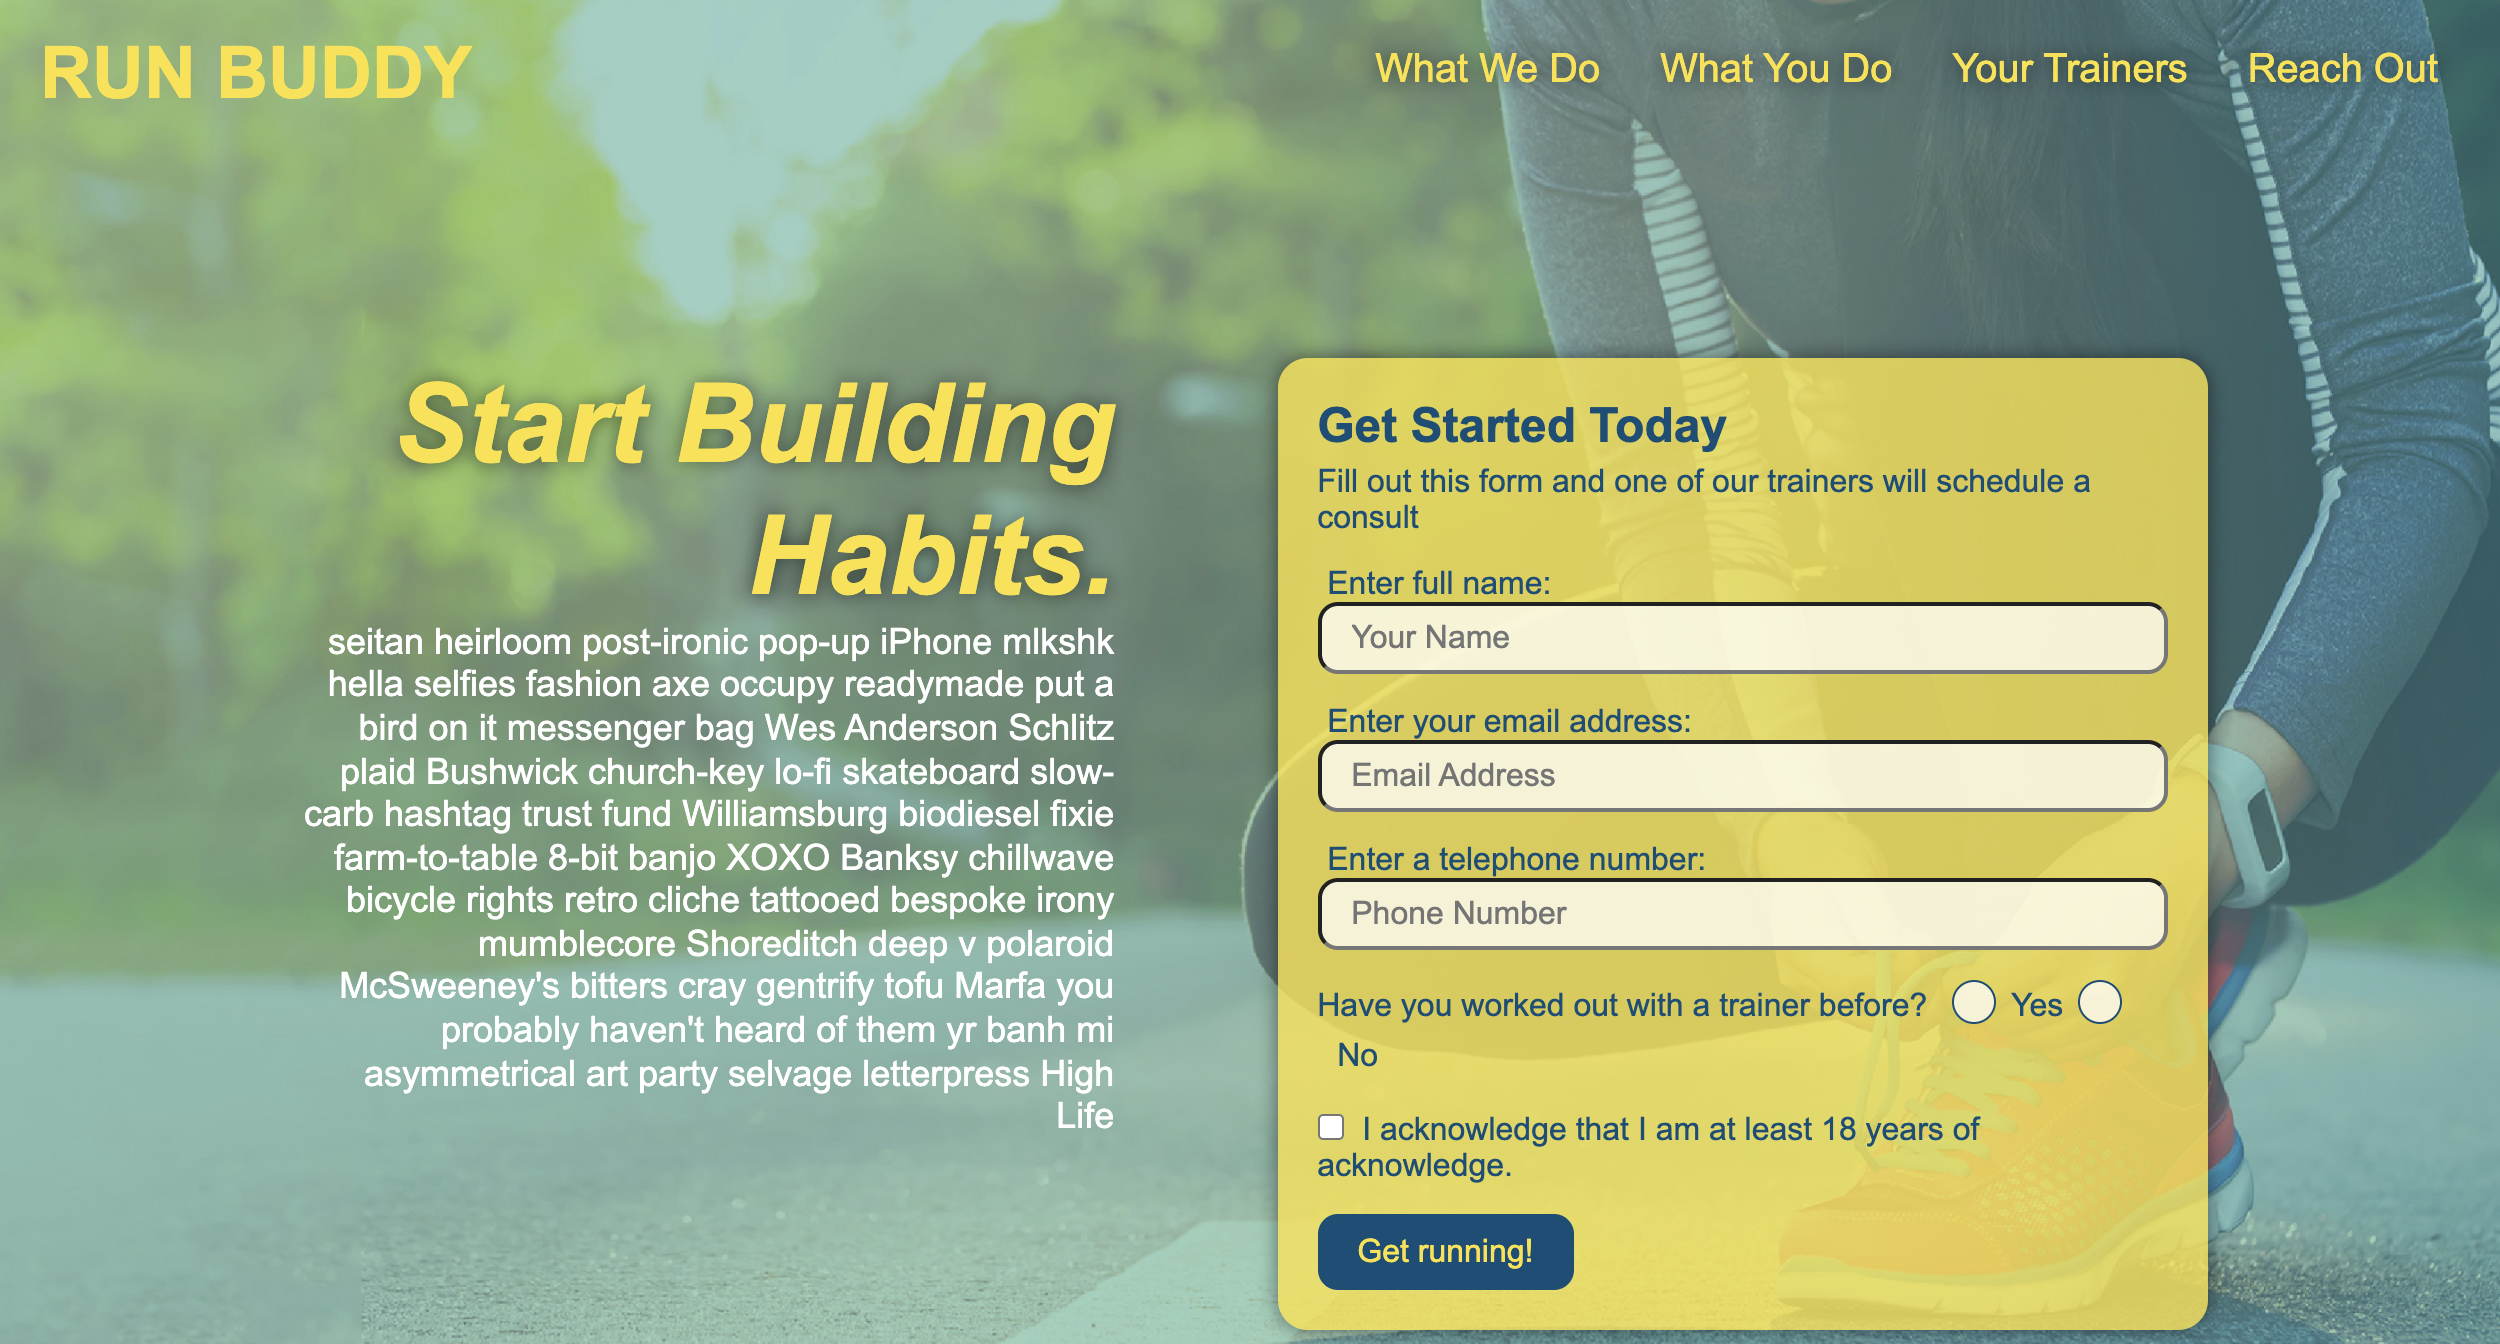 RUN BUDDY
What We Do
What You Do
Your Trainers
Reach Out
Start Building
Habits.
seitan heirloom post-ironic pop-up iPhone mlkshk
hella selfies fashion axe occupy readymade put a
bird on it messenger bag Wes Anderson Schlitz
plaid Bushwick church-key lo-fi skateboard slow-
carb hashtag trust fund Williamsburg biodiesel fixie
farm-to-table 8-bit banjo XOXO Banksy chillwave
bicycle rights retro cliche tattooed bespoke irony
mumblecore Shoreditch deep v polaroid
McSweeney's bitters cray gentrify tofu Marfa you
probably haven't heard of them yr banh mi
asymmetrical art party selvage letterpress High
Life
Get Started Today
Fill out this form and one of our trainers will schedule a
consult
Enter full name:
Your Name
Enter your email address:
Email Address
Enter a telephone number:
Phone Number
Have you worked out with a trainer before? Yes
No
I acknowledge that I am at least 18 years of
acknowledge.
Get running!